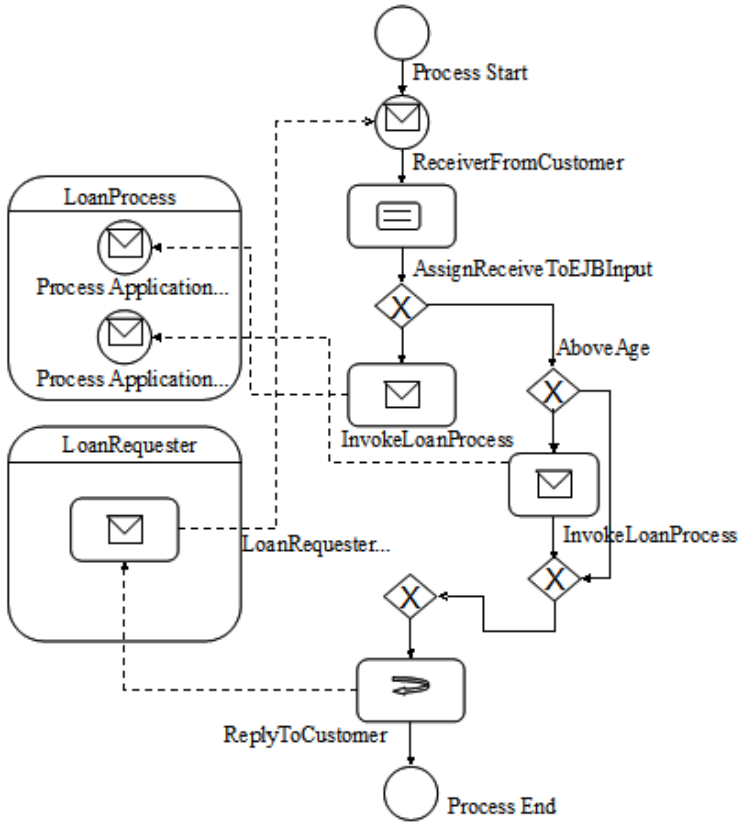 Process Start
ReceiverFromCustomer
LoanProcess
Process Application...
Process Application...
AssignReceiveToEJBInput
X
AboveAge
X
InvokeLoanProcess
LoanRequester
LoanRequester...
InvokeLoanProcess
X
X
ReplyToCustomer
Process End